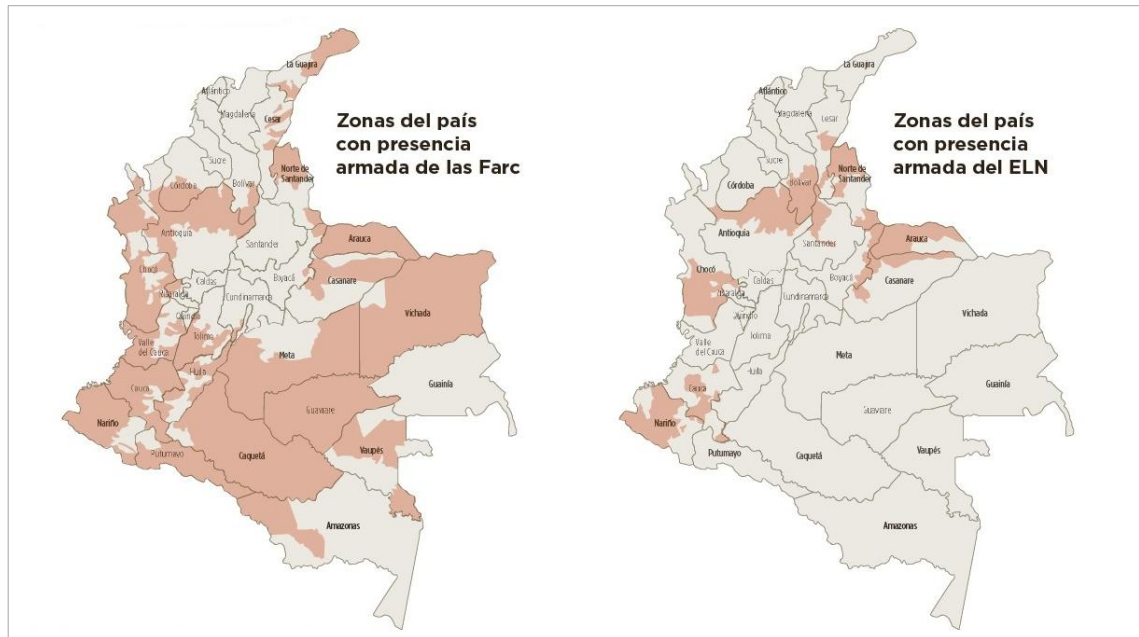 Zonas del país
con presencia
armada de las Farc
La Guajira
Atlántico
Magdalena
Cesar
Sucre
Norte de
Santander
Córdoba
Bolívar
Antioquia
Santander
Arauca
Chocó
Boyacá
Casanare
Caldas
Risaralda
Cundinamarca
Vichada
Quindío
Tolima
Valle
del Cauca
Meta
Guainía
Huila
Cauca
Guaviare
Nariño
Vaupés
Caquetá
Putumayo
Amazonas
Zonas del país
con presencia
armada del ELN
La Guajira
Atlántico
Magdalena
Cesar
Sucre
Norte de
Santander
Córdoba
Bolívar
Antioquia
Santander
Arauca
Chocó
Boyacá
Casanare
Caldas
Risaralda
Cundinamarca
Vichada
Quindío
Tolima
Valle
del Cauca
Meta
Guainía
Huila
Cauca
Guaviare
Nariño
Vaupés
Putumayo
Caquetá
Amazonas